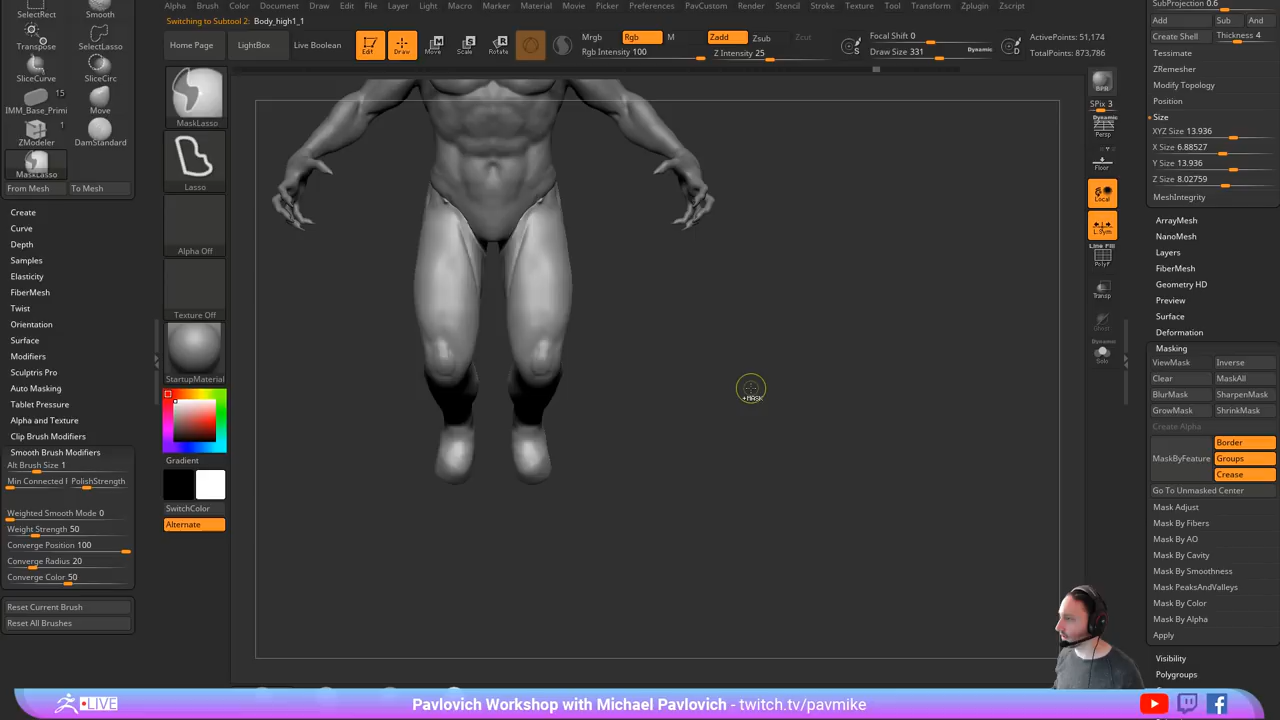 Alpha Brush Color Document Draw Edit File Layer Light Macro Marker Material Movie Picker Preferences PavCustom Render Stencil Stroke Texture Tool Transform Zplugin Zscript
Switching to Subtool 2: Body_high1_1
SelectRect Smooth
Transpose SelectLasso
SliceCurve SliceCirc
15
IMM_Base_Primi Move
1
ZModeler DamStandard
MaskLasso
From Mesh To Mesh
Create
Curve
Depth
Samples
Elasticity
FiberMesh
Twist
Orientation
Surface
Modifiers
Sculptris Pro
Auto Masking
Tablet Pressure
Alpha and Texture
Clip Brush Modifiers
Smooth Brush Modifiers
Alt Brush Size 1
Min Connected PolishStrength
Weighted Smooth Mode 0
Weight Strength 50
Converge Position 100
Converge Radius 20
Converge Color 50
Reset Current Brush
Reset All Brushes
Home Page LightBox Live Boolean
Edit Draw Move Scale Rotate
Mrgb Rgb M
Rgb Intensity 100
Zadd Zsub Zcut
Z Intensity 25
S
Focal Shift 0
Draw Size 331 Dynamic
D
ActivePoints: 51,174
TotalPoints: 873,786
MaskLasso
Lasso
Alpha Off
Texture Off
StartupMaterial
Gradient
SwitchColor
Alternate
+MASK
BPR
SPix 3
Dynamic
Persp
Floor
Local
L.Sym
Line Fill
PolyF
Transp
Ghost
Dynamic
Solo
SubProjection 0.6
Add Sub And
Create Shell Thickness 4
Tessimate
ZRemesher
Modify Topology
Position
Size
XYZ Size 13.936
X Size 6.88527
Y Size 13.936
Z Size 8.02759
MeshIntegrity
ArrayMesh
NanoMesh
Layers
FiberMesh
Geometry HD
Preview
Surface
Deformation
Masking
ViewMask Inverse
Clear MaskAll
BlurMask SharpenMask
GrowMask ShrinkMask
Create Alpha
MaskByFeature Border
Groups
Crease
Go To Unmasked Center
Mask Adjust
Mask By Fibers
Mask By AO
Mask By Cavity
Mask By Smoothness
Mask PeaksAndValleys
Mask By Color
Mask By Alpha
Apply
Visibility
Polygroups
LIVE
Pavlovich Workshop with Michael Pavlovich - twitch.tv/pavmike